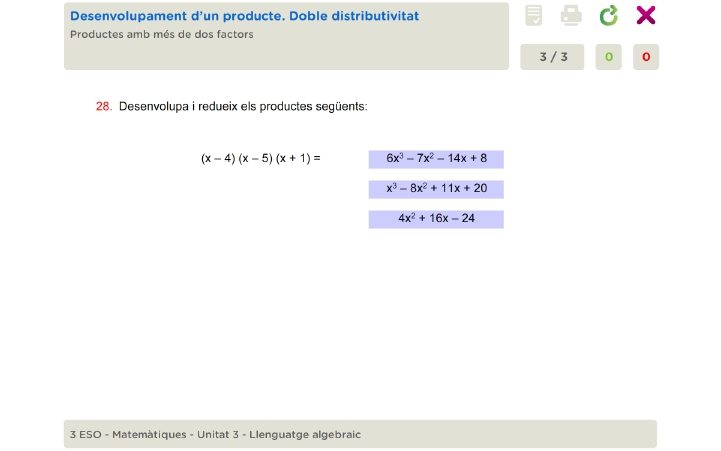 Desenvolupament d'un producte. Doble distributivitat
Productes amb més de dos factors
3 / 3
0
0
28. Desenvolupa i redueix els productes següents:
(x – 4) (x – 5) (x + 1) =
6x³ – 7x² – 14x + 8
x³ – 8x² + 11x + 20
4x² + 16x – 24
3 ESO - Matemàtiques - Unitat 3 - Llenguatge algebraic